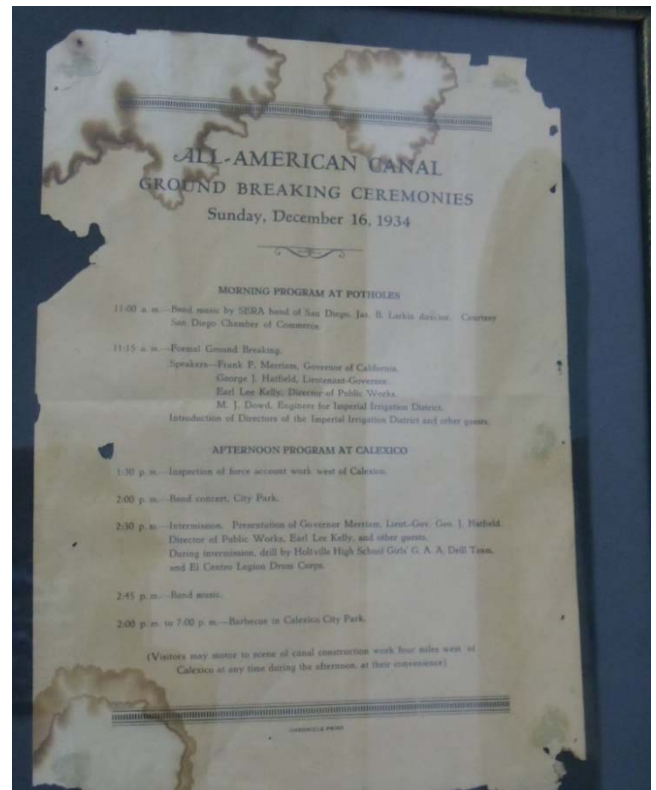 ALL-AMERICAN CANAL
GROUND BREAKING CEREMONIES
Sunday, December 16, 1934
MORNING PROGRAM AT POTHOLES
11:00 a. m.—Band music by SERA band of San Diego, Jas. B. Larkin director. Courtesy
San Diego Chamber of Commerce
11:15 a. m.—Formal Ground Breaking.
Speakers—Frank F. Merriam, Governor of California.
George J. Hatfield, Lieutenant-Governor.
Earl Lee Kelly, Director of Public Works.
M. J. Dowd, Engineer for Imperial Irrigation District.
Introduction of Directors of the Imperial Irrigation District and other guests.
AFTERNOON PROGRAM AT CALEXICO
1:30 p. m.—Inspection of force account work west of Calexico.
2:00 p. m.—Band concert, City Park.
2:30 p. m.—Intermission. Presentation of Governor Merriam, Lieut-Gov. Geo. J. Hatfield,
Director of Public Works, Earl Lee Kelly, and other guests.
During intermission, drill by Holtville High School Girls' G. A. A. Drill Team,
and El Centro Legion Drum Corps.
2:45 p. m.—Band music.
2:00 p. m. to 7:00 p. m.—Barbecue in Calexico City Park.
(Visitors may motor to scene of canal construction work four miles west of
Calexico at any time during the afternoon, at their convenience)
CHRONICLE PRINT